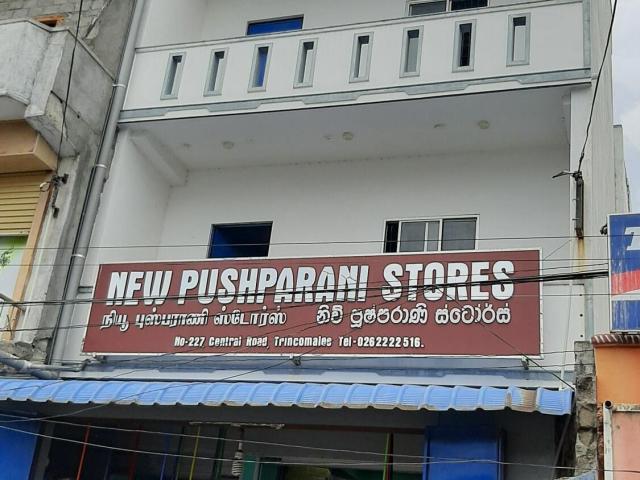 NEW PUSHPARANI STORES
நியூ புஸ்பராணி ஸ்டோர்ஸ் නිව් පුෂ්පරාණි ස්ටෝර්ස්
No-227 Central Road, Trincomalee Tel-0262222516.